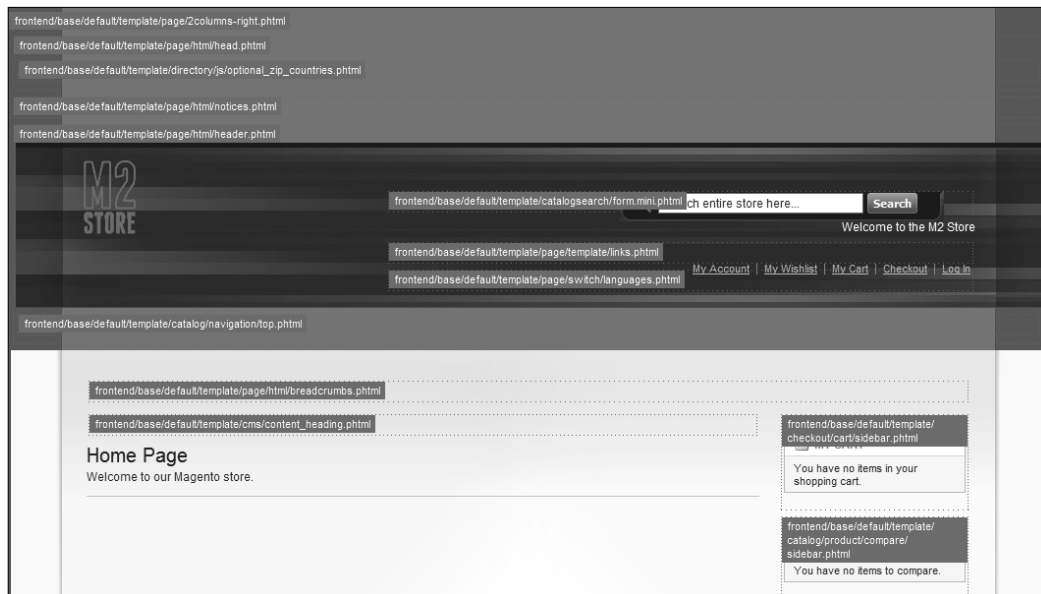 frontend/base/default/template/page/2columns-right.phtml
frontend/base/default/template/page/html/head.phtml
frontend/base/default/template/directory/js/optional_zip_countries.phtml
frontend/base/default/template/page/html/notices.phtml
frontend/base/default/template/page/html/header.phtml
M2
STORE
frontend/base/default/template/catalogsearch/form.mini.phtml
ch entire store here...
Search
Welcome to the M2 Store
frontend/base/default/template/page/template/links.phtml
My Account | My Wishlist | My Cart | Checkout | Log In
frontend/base/default/template/page/switch/languages.phtml
frontend/base/default/template/catalog/navigation/top.phtml
frontend/base/default/template/page/html/breadcrumbs.phtml
frontend/base/default/template/cms/content_heading.phtml
Home Page
Welcome to our Magento store.
frontend/base/default/template/
checkout/cart/sidebar.phtml
You have no items in your
shopping cart.
frontend/base/default/template/
catalog/product/compare/
sidebar.phtml
You have no items to compare.